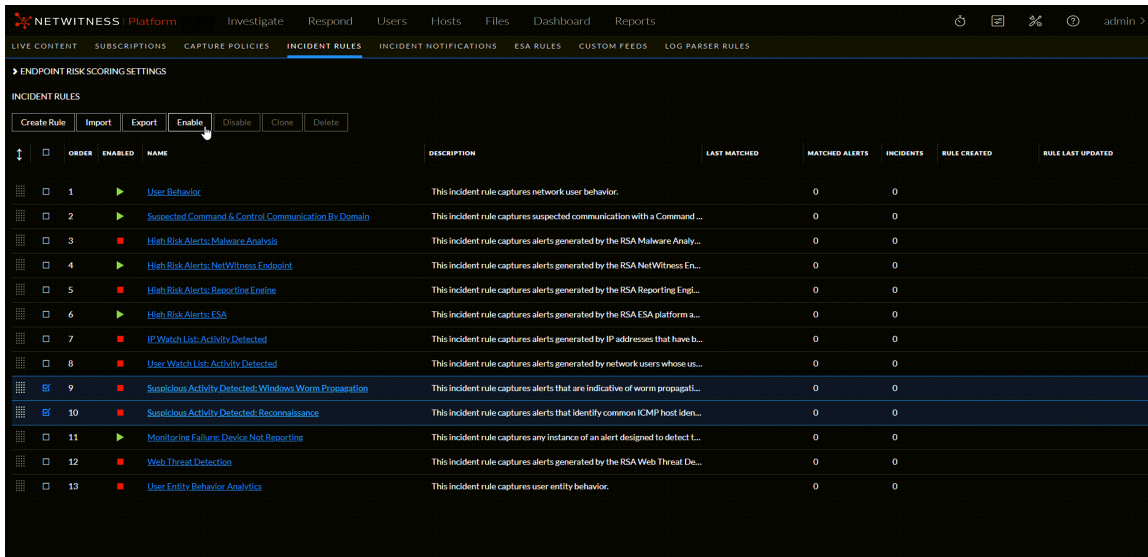 NETWITNESS Platform Investigate Respond Users Hosts Files Dashboard Reports admin >
LIVE CONTENT SUBSCRIPTIONS CAPTURE POLICIES INCIDENT RULES INCIDENT NOTIFICATIONS ESA RULES CUSTOM FEEDS LOG PARSER RULES
ENDPOINT RISK SCORING SETTINGS
INCIDENT RULES
Create Rule Import Export Enable Disable Clone Delete
ORDER ENABLED NAME DESCRIPTION LAST MATCHED MATCHED ALERTS INCIDENTS RULE CREATED RULE LAST UPDATED
1 User Behavior This incident rule captures network user behavior. 0 0
2 Suspected Command & Control Communication By Domain This incident rule captures suspected communication with a Command ... 0 0
3 High Risk Alerts: Malware Analysis This incident rule captures alerts generated by the RSA Malware Analy... 0 0
4 High Risk Alerts: NetWitness Endpoint This incident rule captures alerts generated by the RSA NetWitness En... 0 0
5 High Risk Alerts: Reporting Engine This incident rule captures alerts generated by the RSA Reporting Engi... 0 0
6 High Risk Alerts: ESA This incident rule captures alerts generated by the RSA ESA platform a... 0 0
7 IP Watch List: Activity Detected This incident rule captures alerts generated by IP addresses that have b... 0 0
8 User Watch List: Activity Detected This incident rule captures alerts generated by network users whose us... 0 0
9 Suspicious Activity Detected: Windows Worm Propagation This incident rule captures alerts that are indicative of worm propagati... 0 0
10 Suspicious Activity Detected: Reconnaissance This incident rule captures alerts that identify common ICMP host iden... 0 0
11 Monitoring Failure: Device Not Reporting This incident rule captures any instance of an alert designed to detect t... 0 0
12 Web Threat Detection This incident rule captures alerts generated by the RSA Web Threat De... 0 0
13 User Entity Behavior Analytics This incident rule captures user entity behavior. 0 0